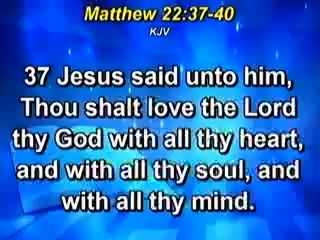 Matthew 22:37-40
KJV
37 Jesus said unto him,
Thou shalt love the Lord
thy God with all thy heart,
and with all thy soul, and
with all thy mind.